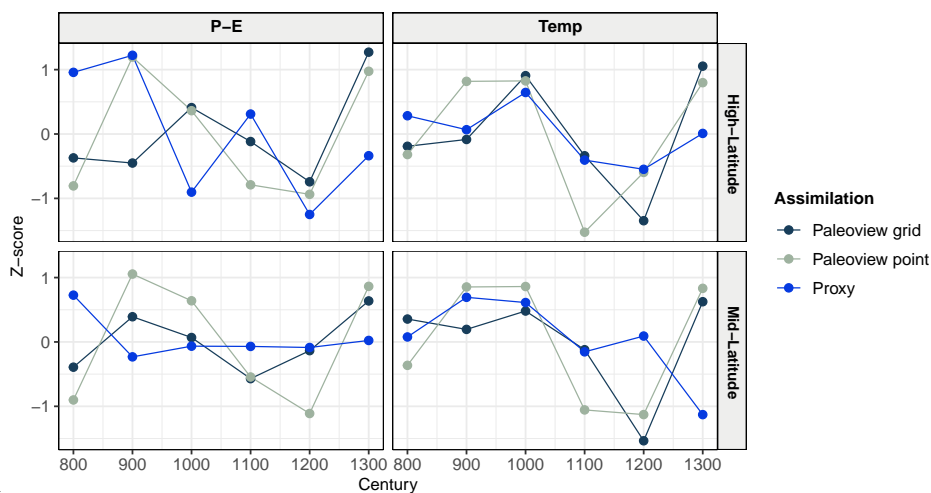 P−E
Temp
1
0
−1
High−Latitude
1
0
−1
Mid−Latitude
Z−score
800 900 1000 1100 1200 1300
800 900 1000 1100 1200 1300
Century
Assimilation
Paleoview grid
Paleoview point
Proxy